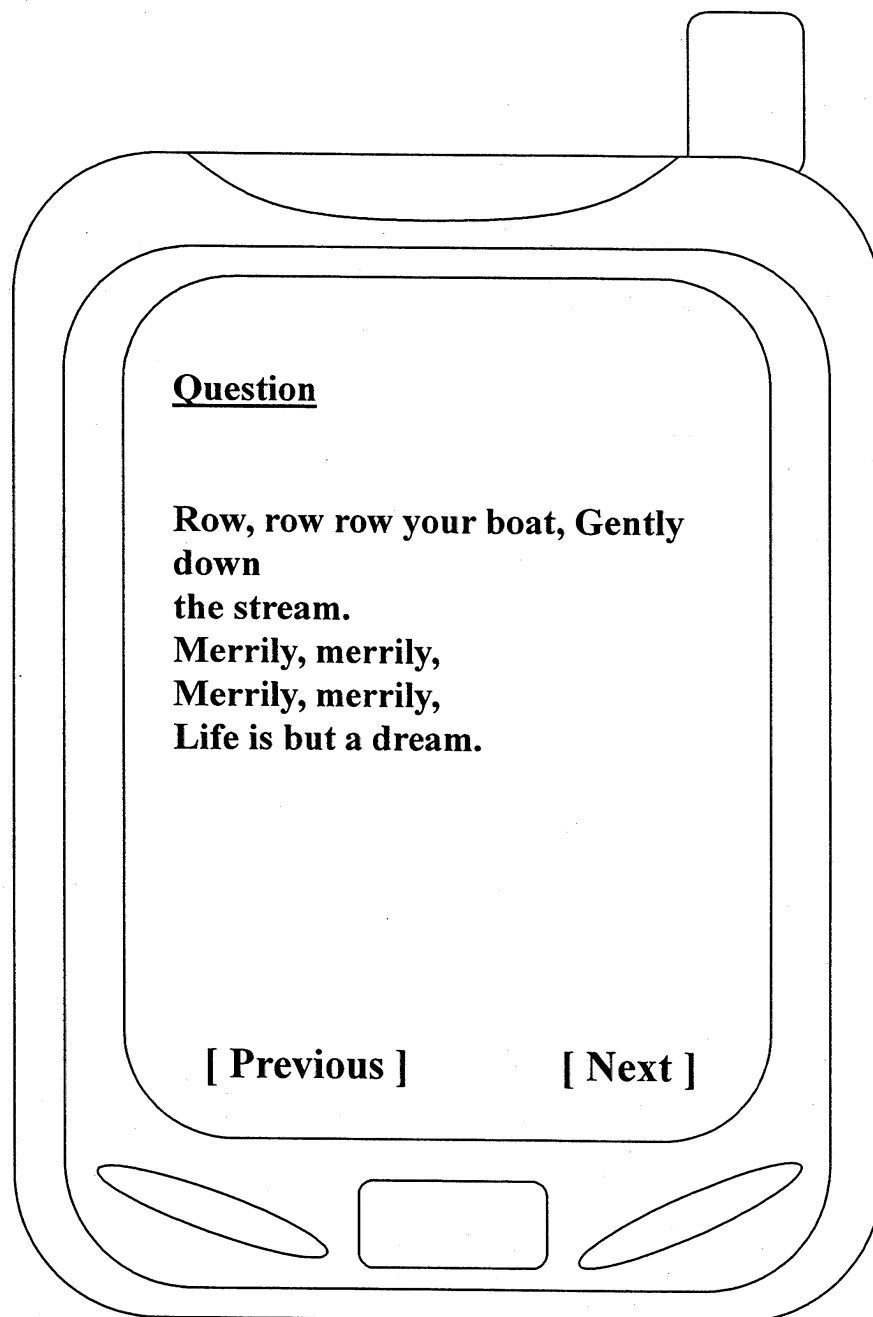 Question
Row, row row your boat, Gently
down
the stream.
Merrily, merrily,
Merrily, merrily,
Life is but a dream.
[ Previous ] [ Next ]